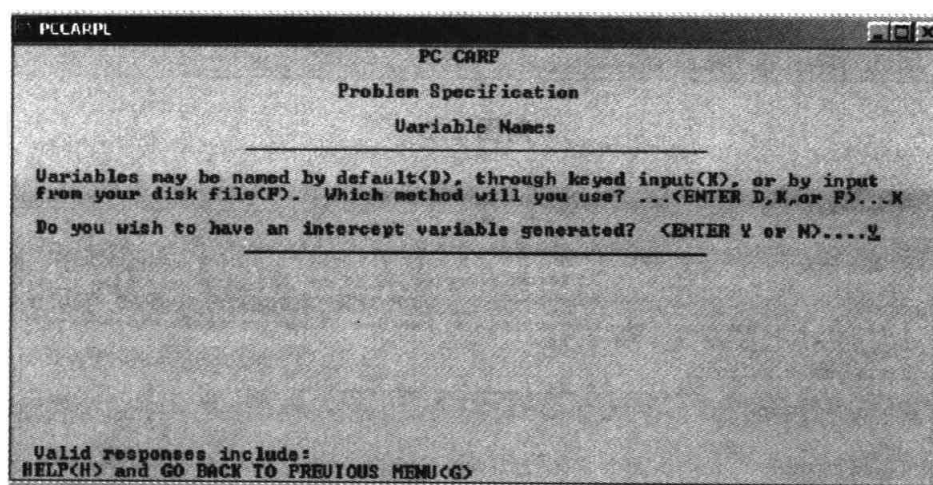 PCCARPL
PC CARP
Problem Specification
Variable Names
Variables may be named by default(D), through keyed input(K), or by input
from your disk file(F). Which method will you use? ...(ENTER D,K,or F)...K
Do you wish to have an intercept variable generated? (ENTER Y or N)....Y
Valid responses include:
HELP(H) and GO BACK TO PREVIOUS MENU(G)